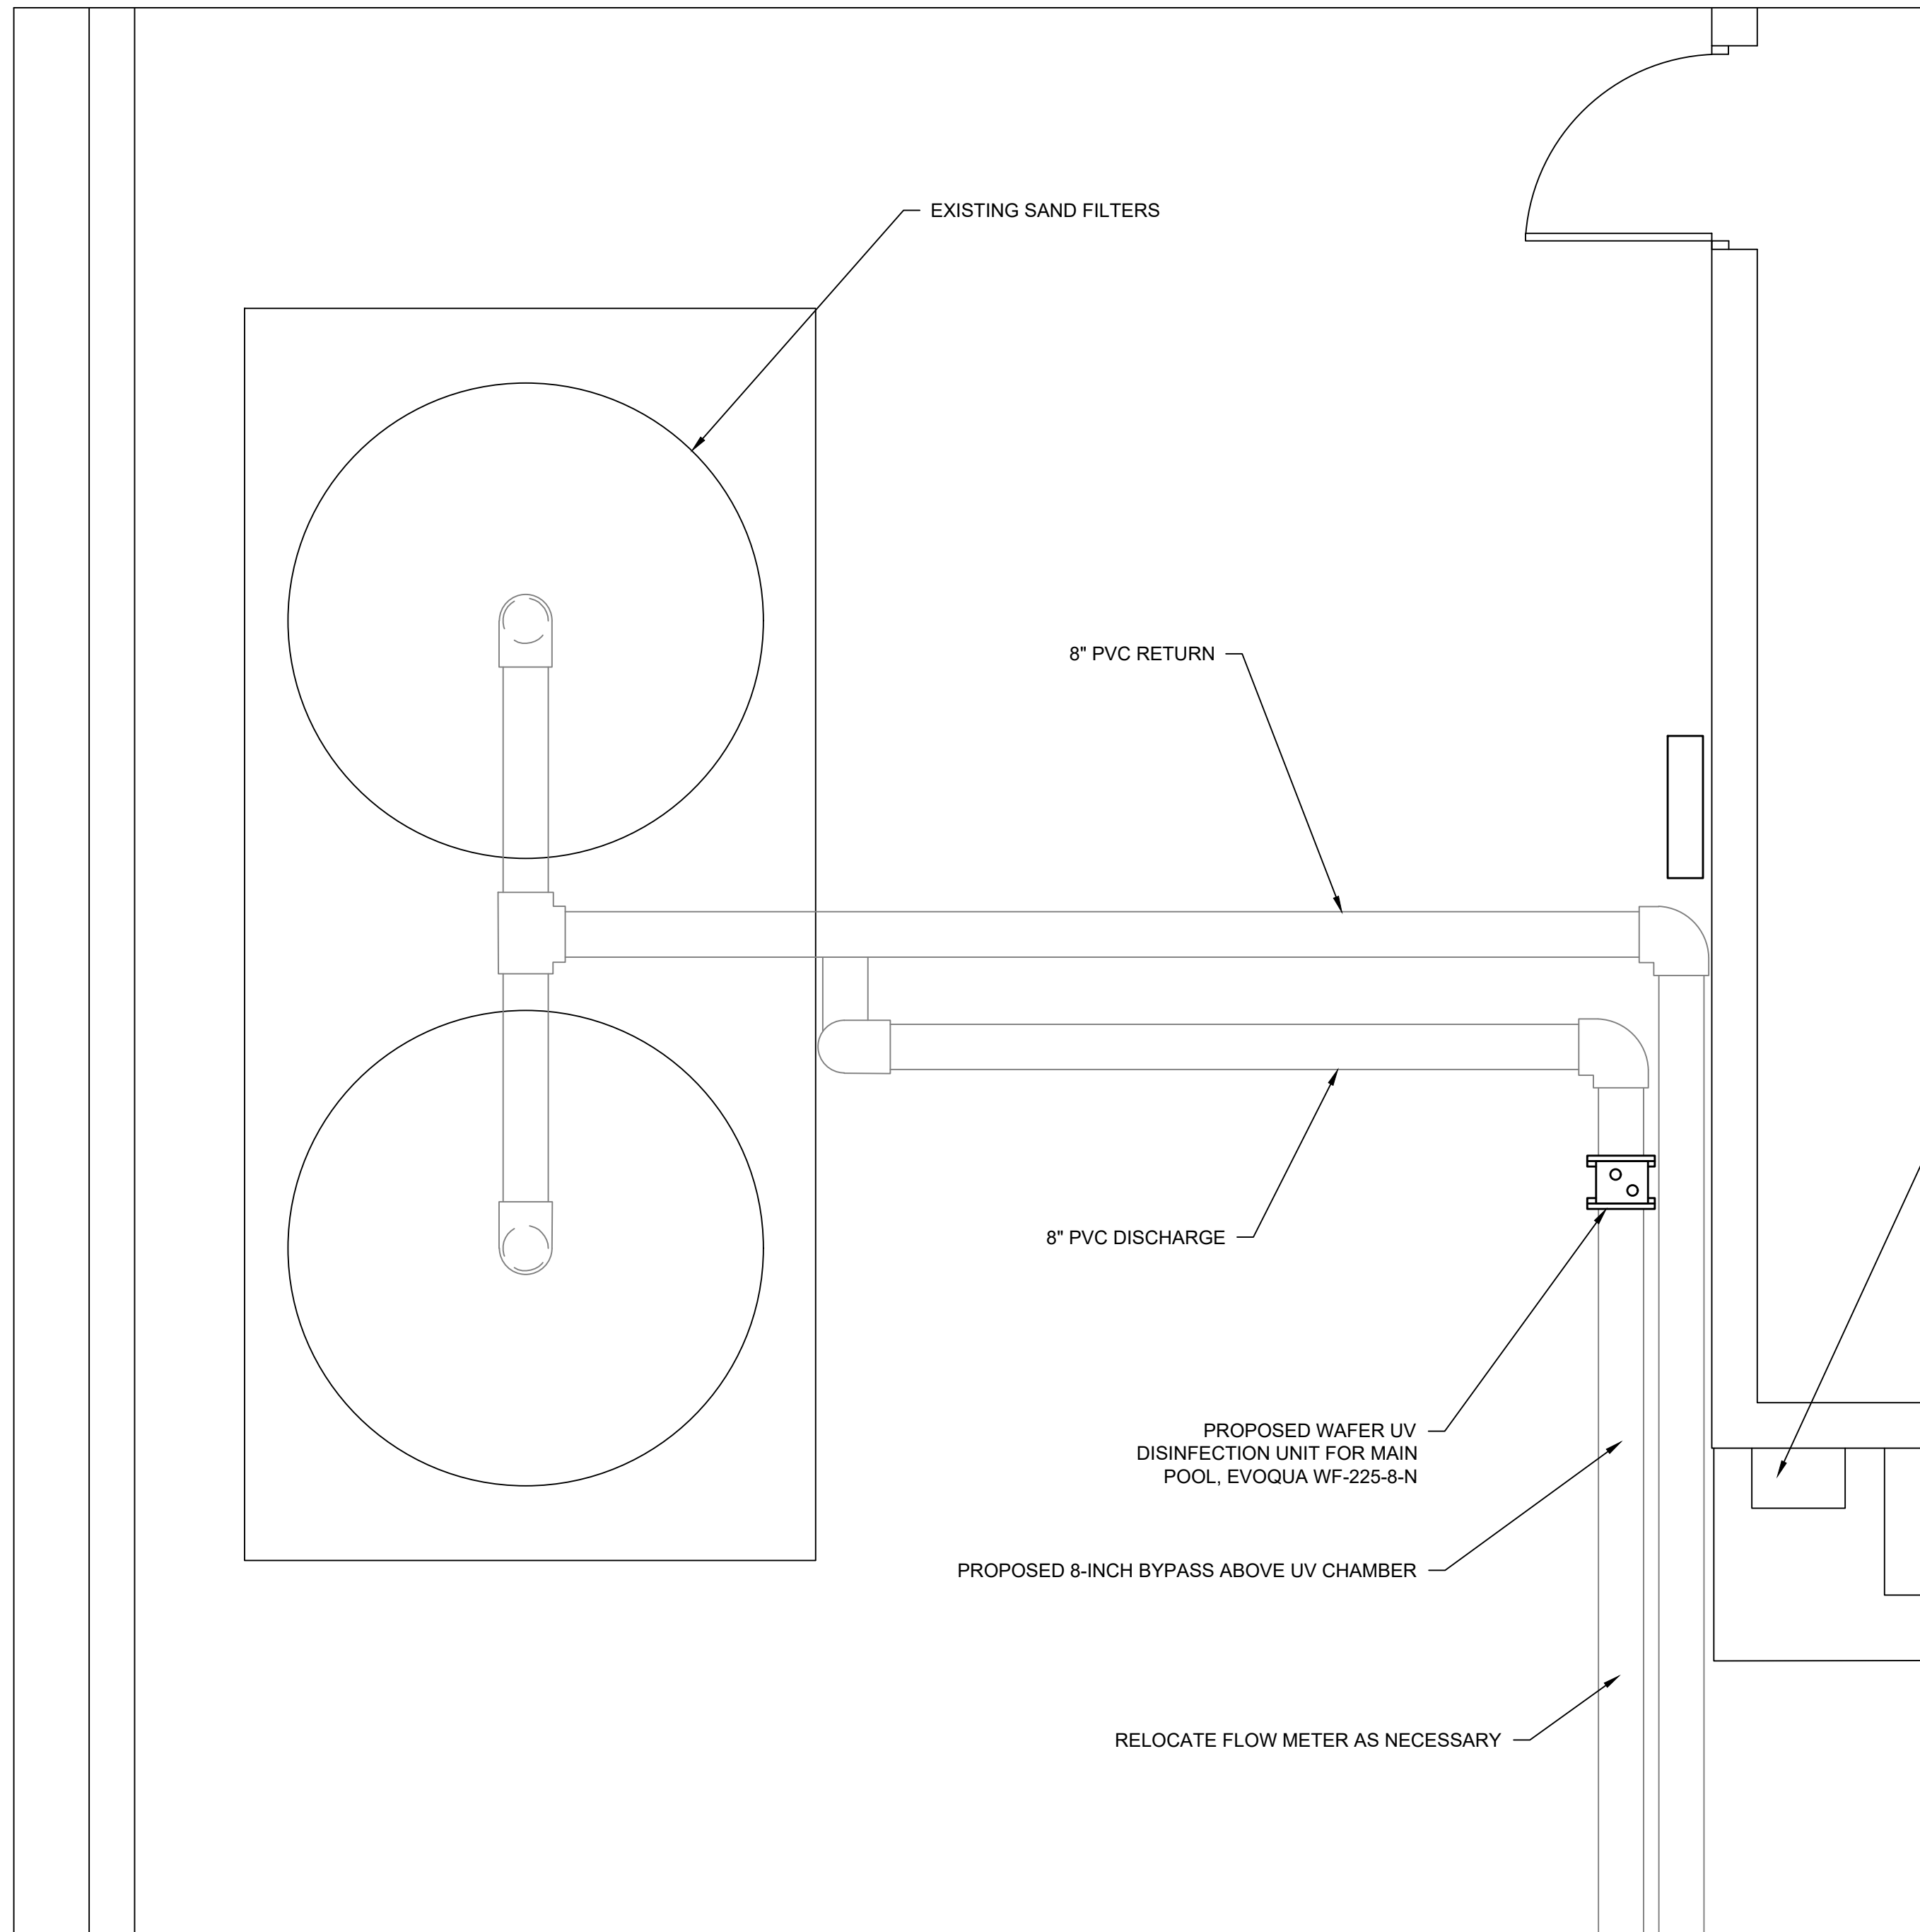 EXISTING SAND FILTERS
8" PVC RETURN
8" PVC DISCHARGE
PROPOSED WAFER UV
DISINFECTION UNIT FOR MAIN
POOL, EVOQUA WF-225-8-N
PROPOSED 8-INCH BYPASS ABOVE UV CHAMBER
RELOCATE FLOW METER AS NECESSARY